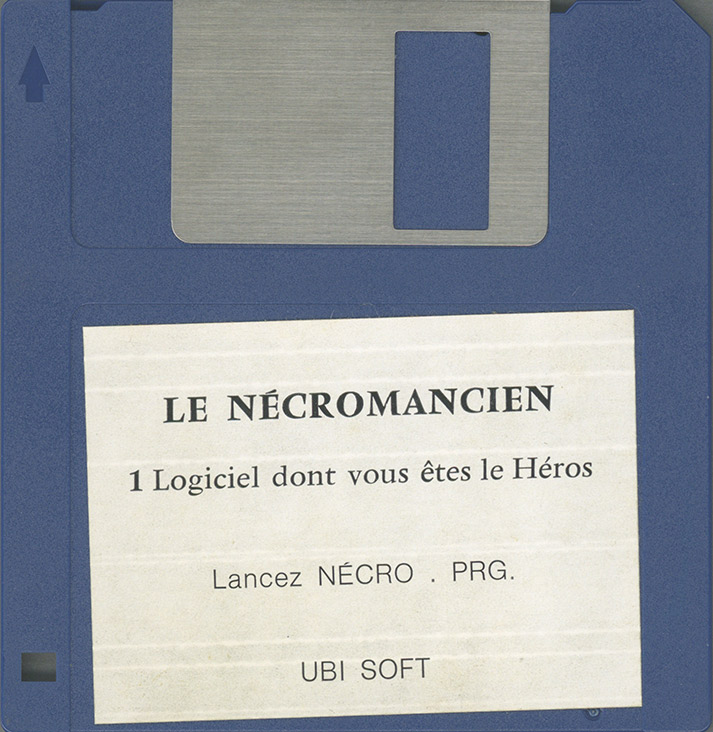 LE NÉCROMANCIEN
1 Logiciel dont vous êtes le Héros
Lancez NÉCRO . PRG.
UBI SOFT